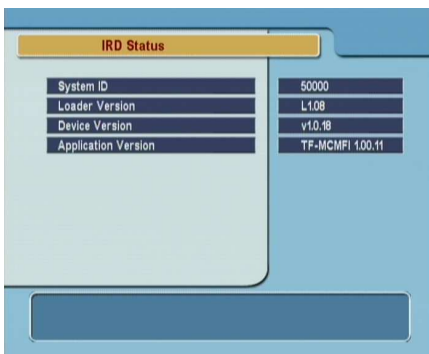 IRD Status
System ID 50000
Loader Version L1.08
Device Version v1.0.18
Application Version TF-MCMFI 1.00.11